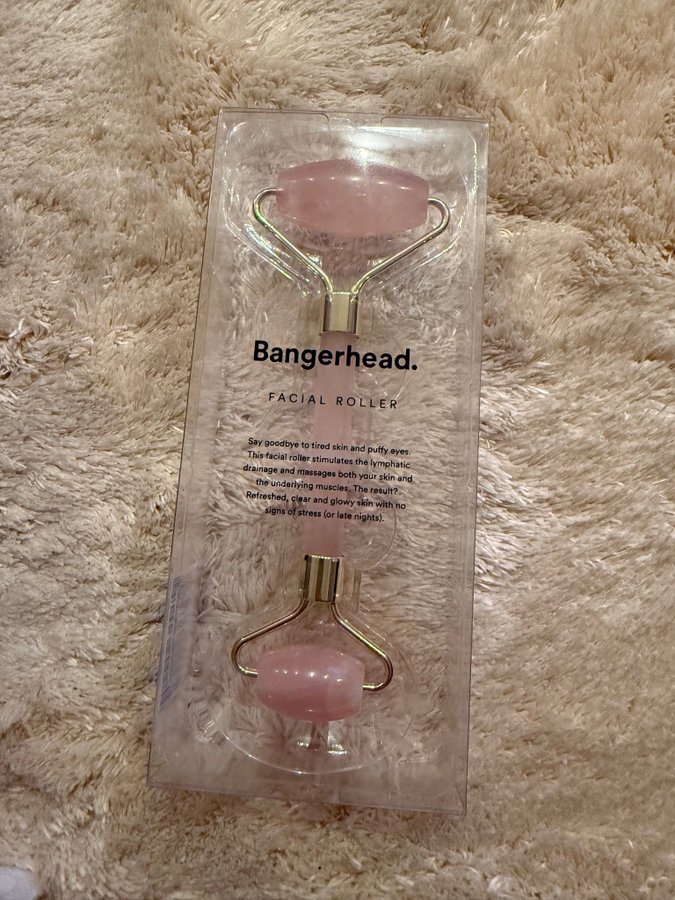 Bangerhead.
FACIAL ROLLER
Say goodbye to tired skin and puffy eyes.
This facial roller stimulates the lymphatic
drainage and massages both your skin and
the underlying muscles. The result?
Refreshed, clear and glowy skin with no
signs of stress (or late nights).